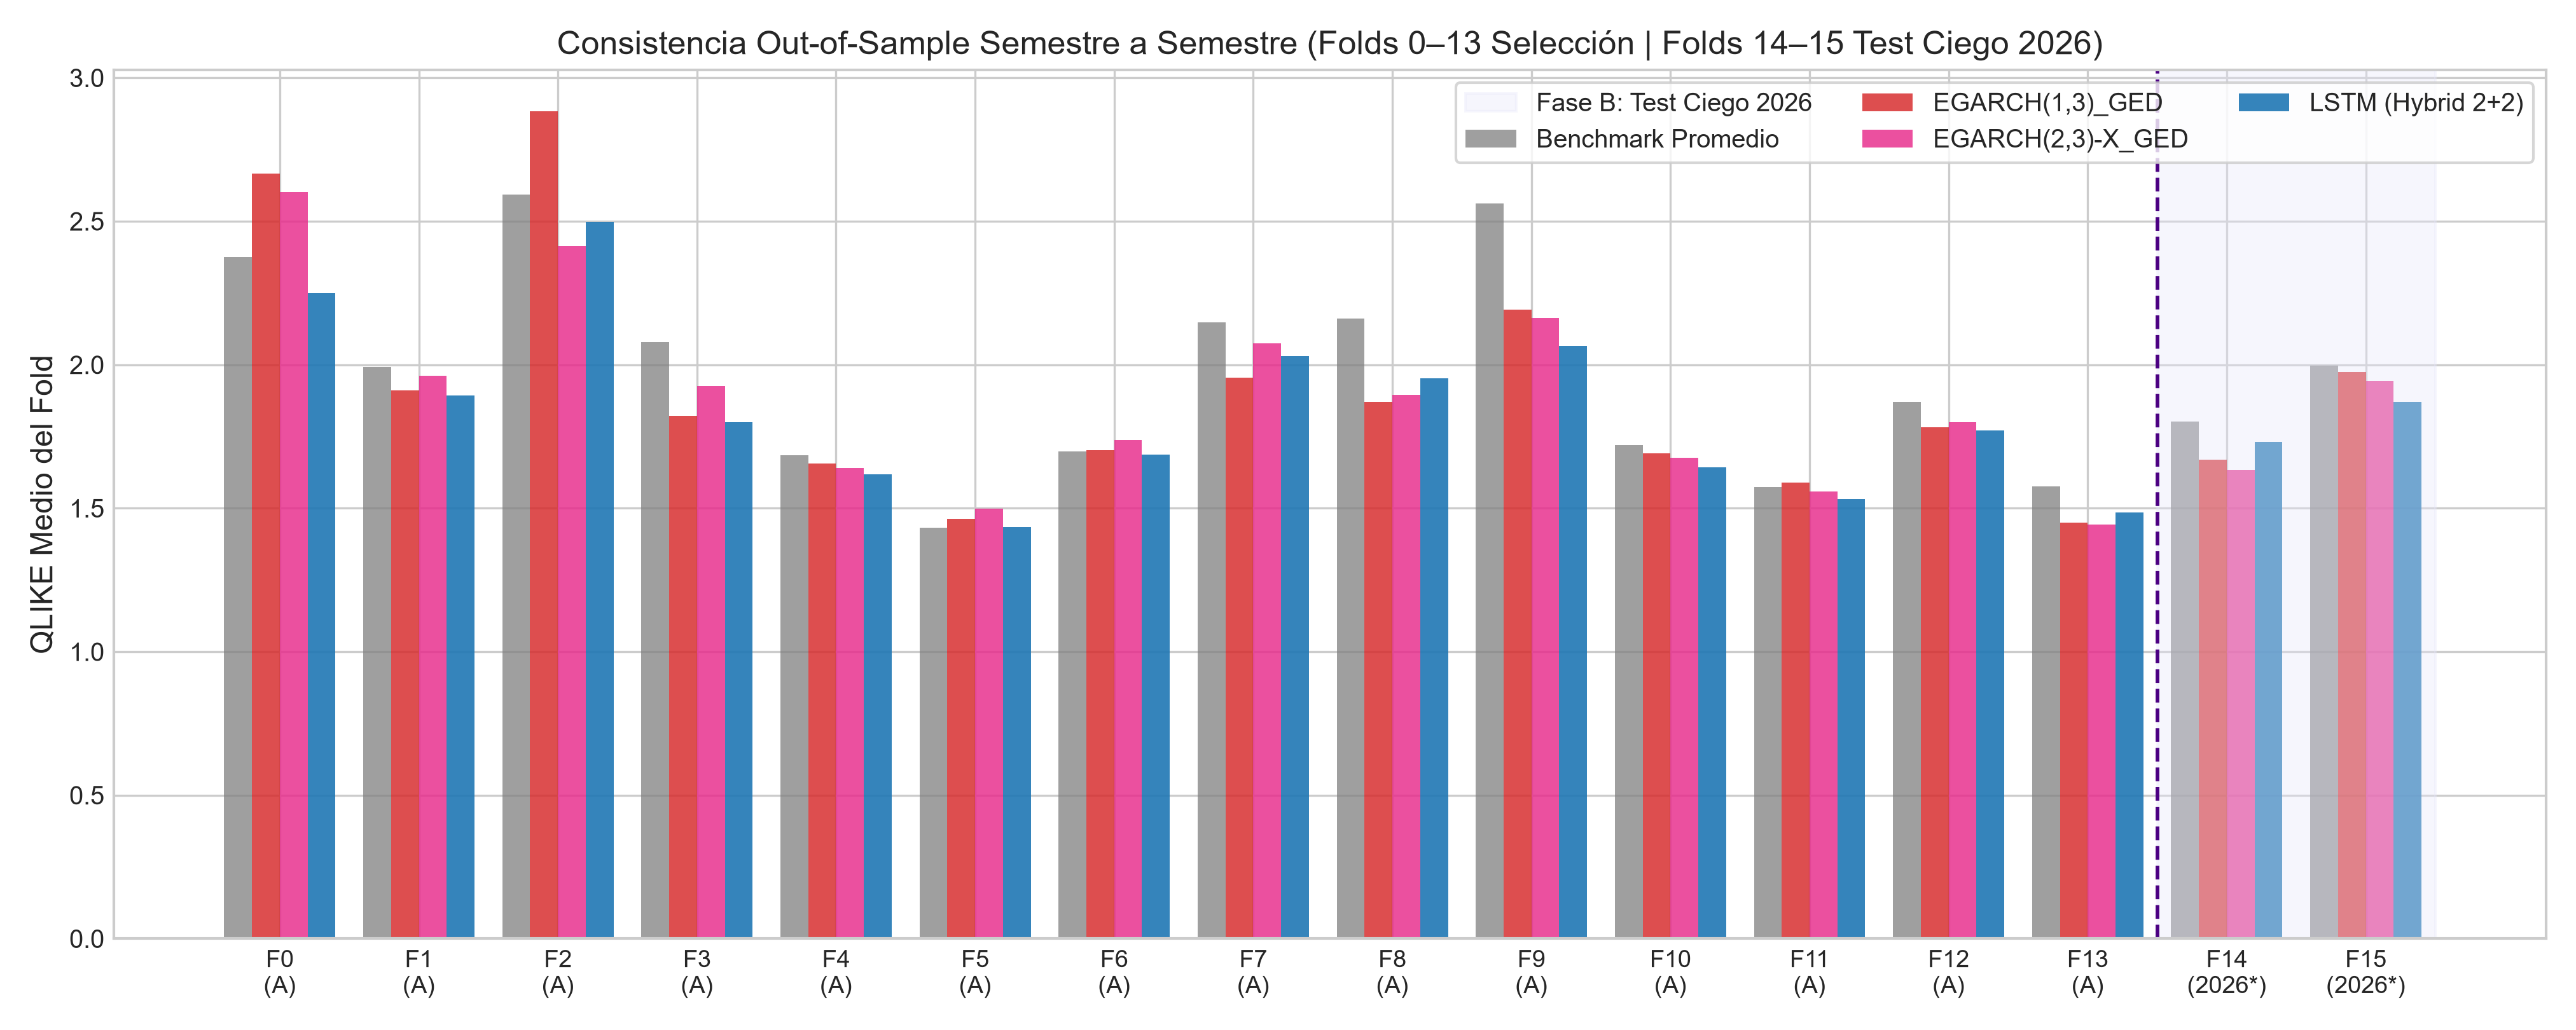 Consistencia Out-of-Sample Semestre a Semestre (Folds 0–13 Selección | Folds 14–15 Test Ciego 2026)
Fase B: Test Ciego 2026
Benchmark Promedio
EGARCH(1,3)_GED
EGARCH(2,3)-X_GED
LSTM (Hybrid 2+2)
QLIKE Medio del Fold
3.0
2.5
2.0
1.5
1.0
0.5
0.0
F0 F1 F2 F3 F4 F5 F6 F7 F8 F9 F10 F11 F12 F13 F14 F15
(A) (A) (A) (A) (A) (A) (A) (A) (A) (A) (A) (A) (A) (A) (2026*) (2026*)